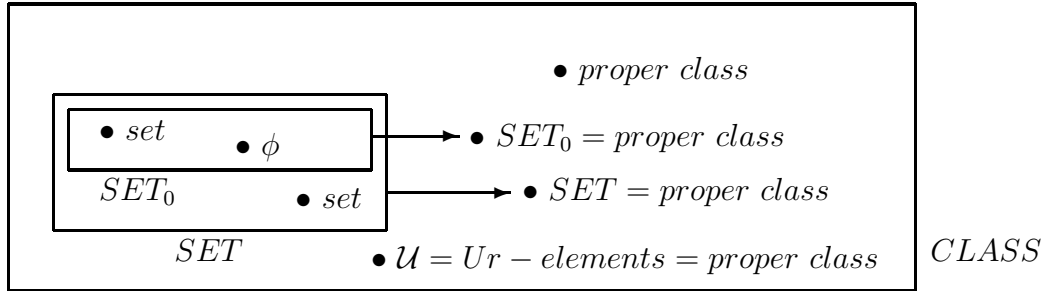 • proper class
• set
• ϕ
• SET₀ = proper class
SET₀
• set
• SET = proper class
SET
• 𝒰 = Ur − elements = proper class
CLASS